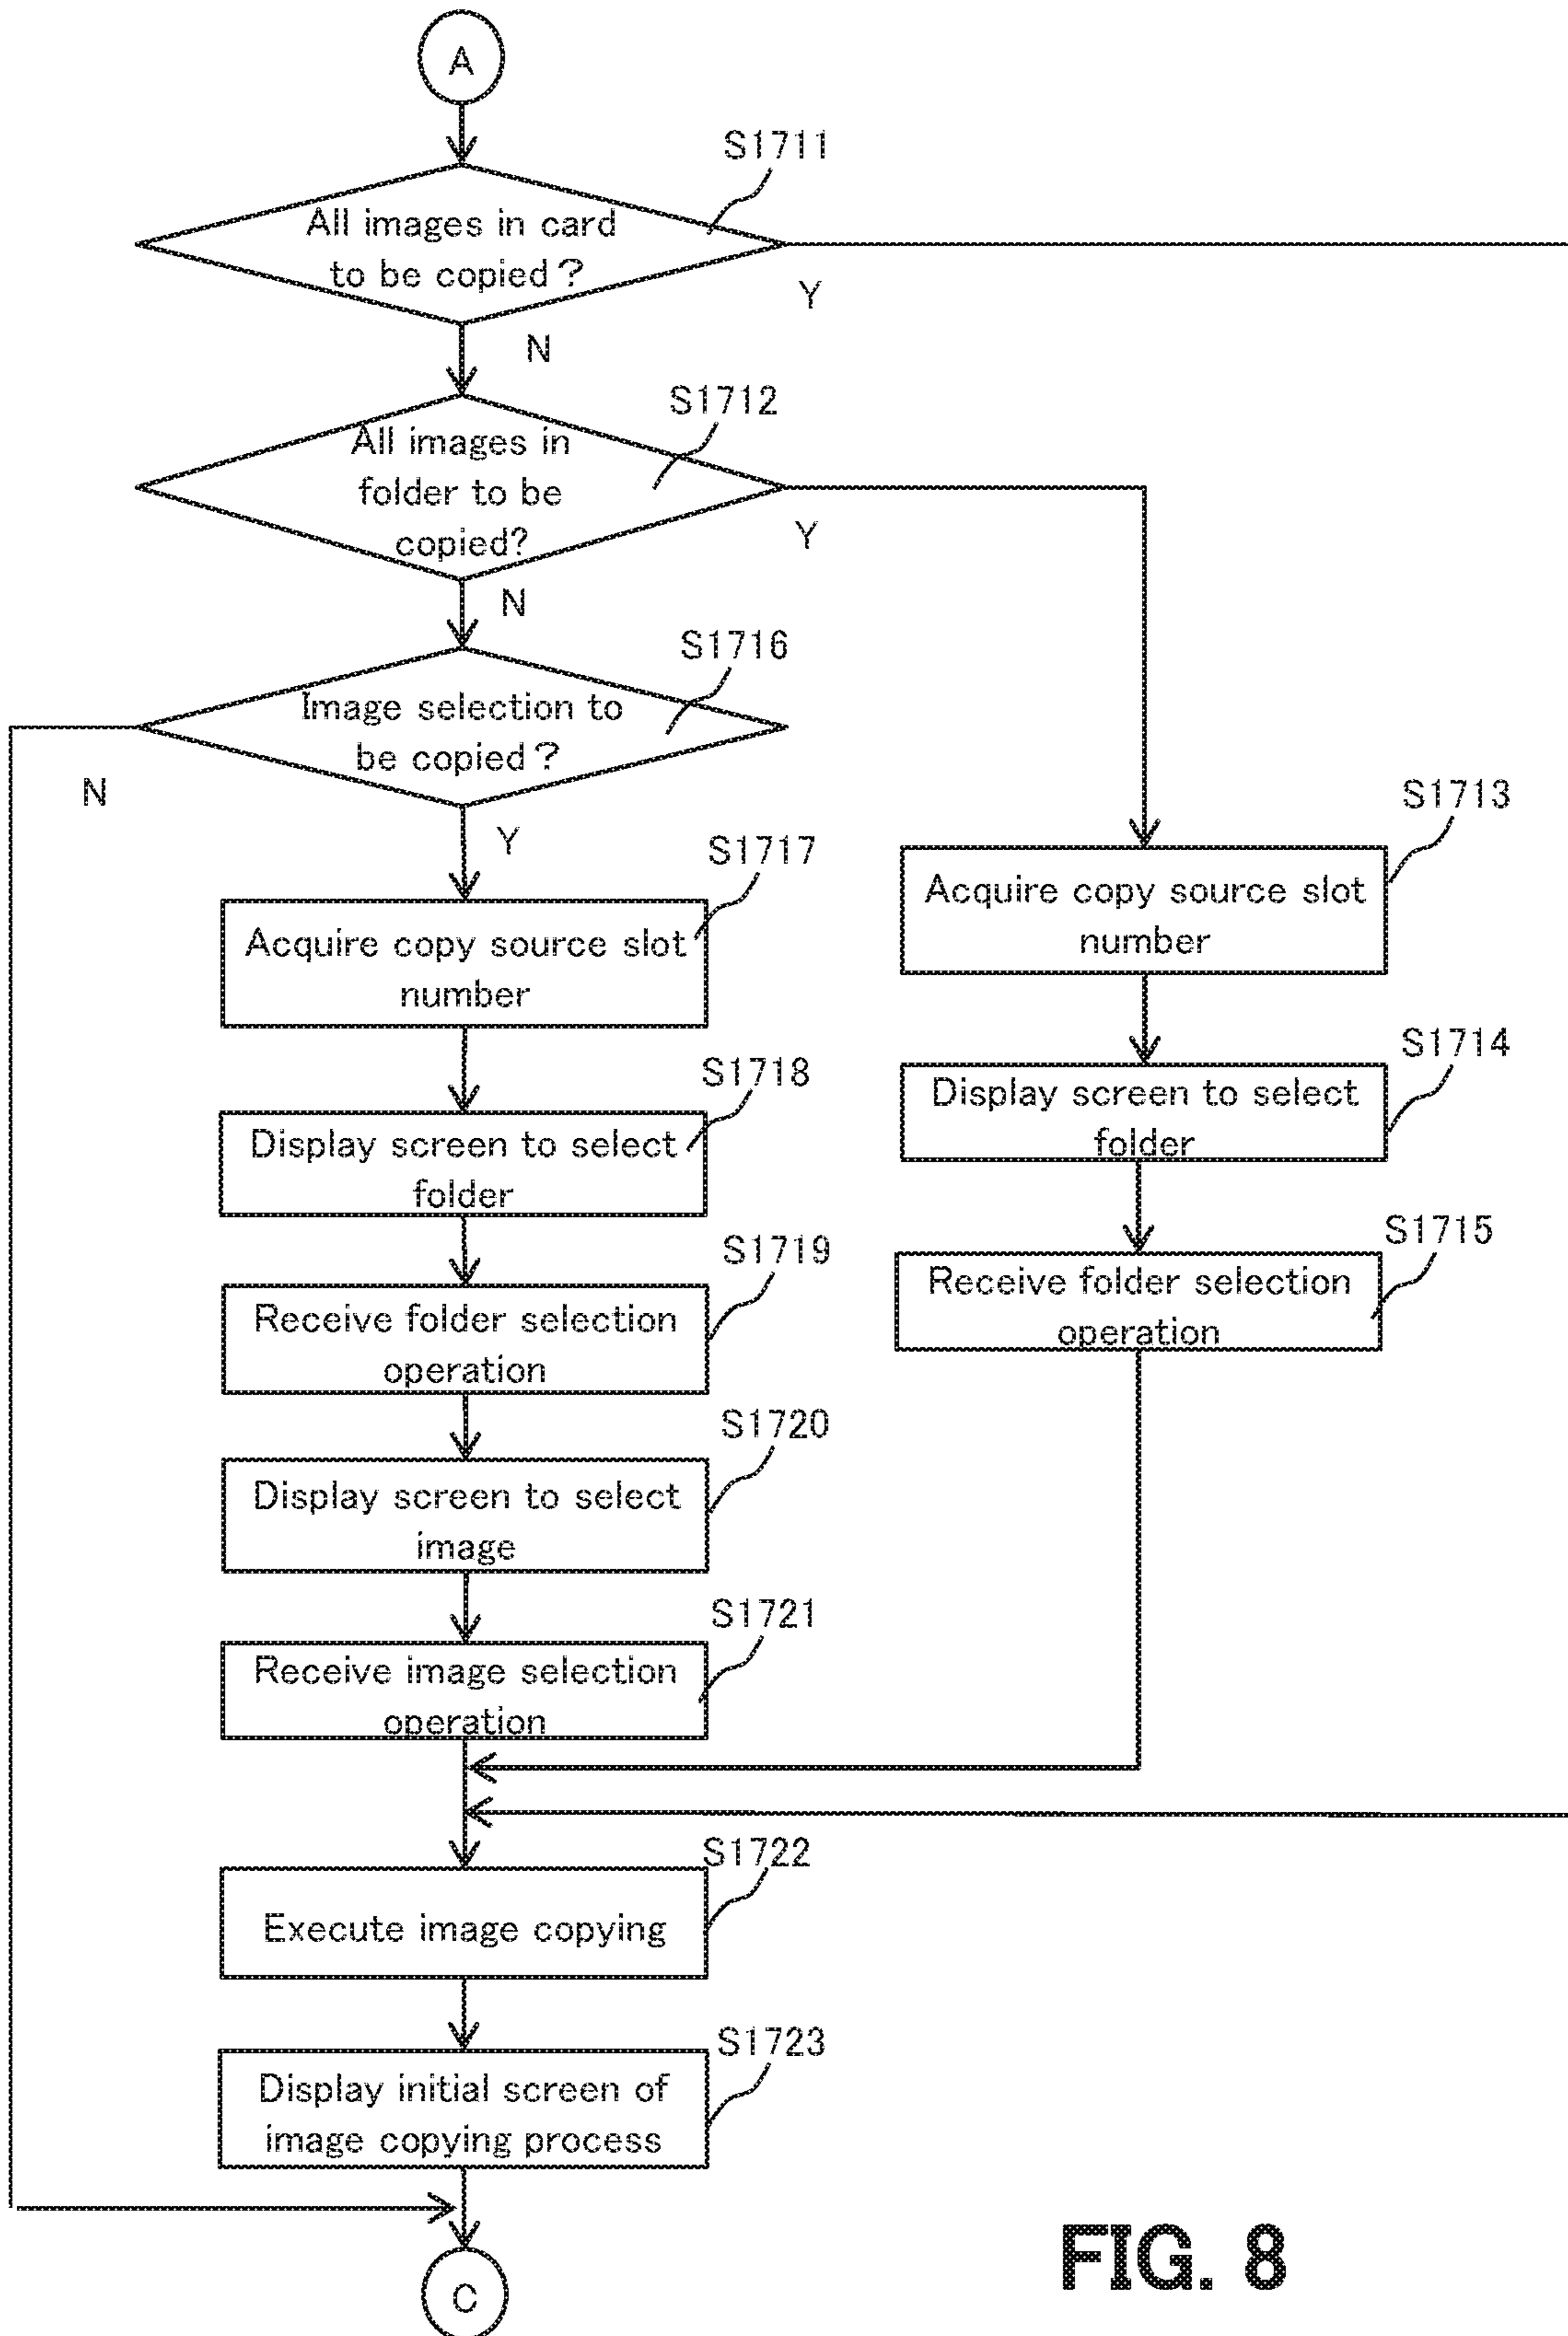 A
S1711
All images in card
to be copied?
Y
N
S1712
All images in
folder to be
copied?
Y
N
S1716
Image selection to
be copied?
N
Y
S1713
Acquire copy source slot
number
S1717
Acquire copy source slot
number
S1714
Display screen to select
folder
S1718
Display screen to select
folder
S1715
Receive folder selection
operation
S1719
Receive folder selection
operation
S1720
Display screen to select
image
S1721
Receive image selection
operation
S1722
Execute image copying
S1723
Display initial screen of
image copying process
C
FIG. 8